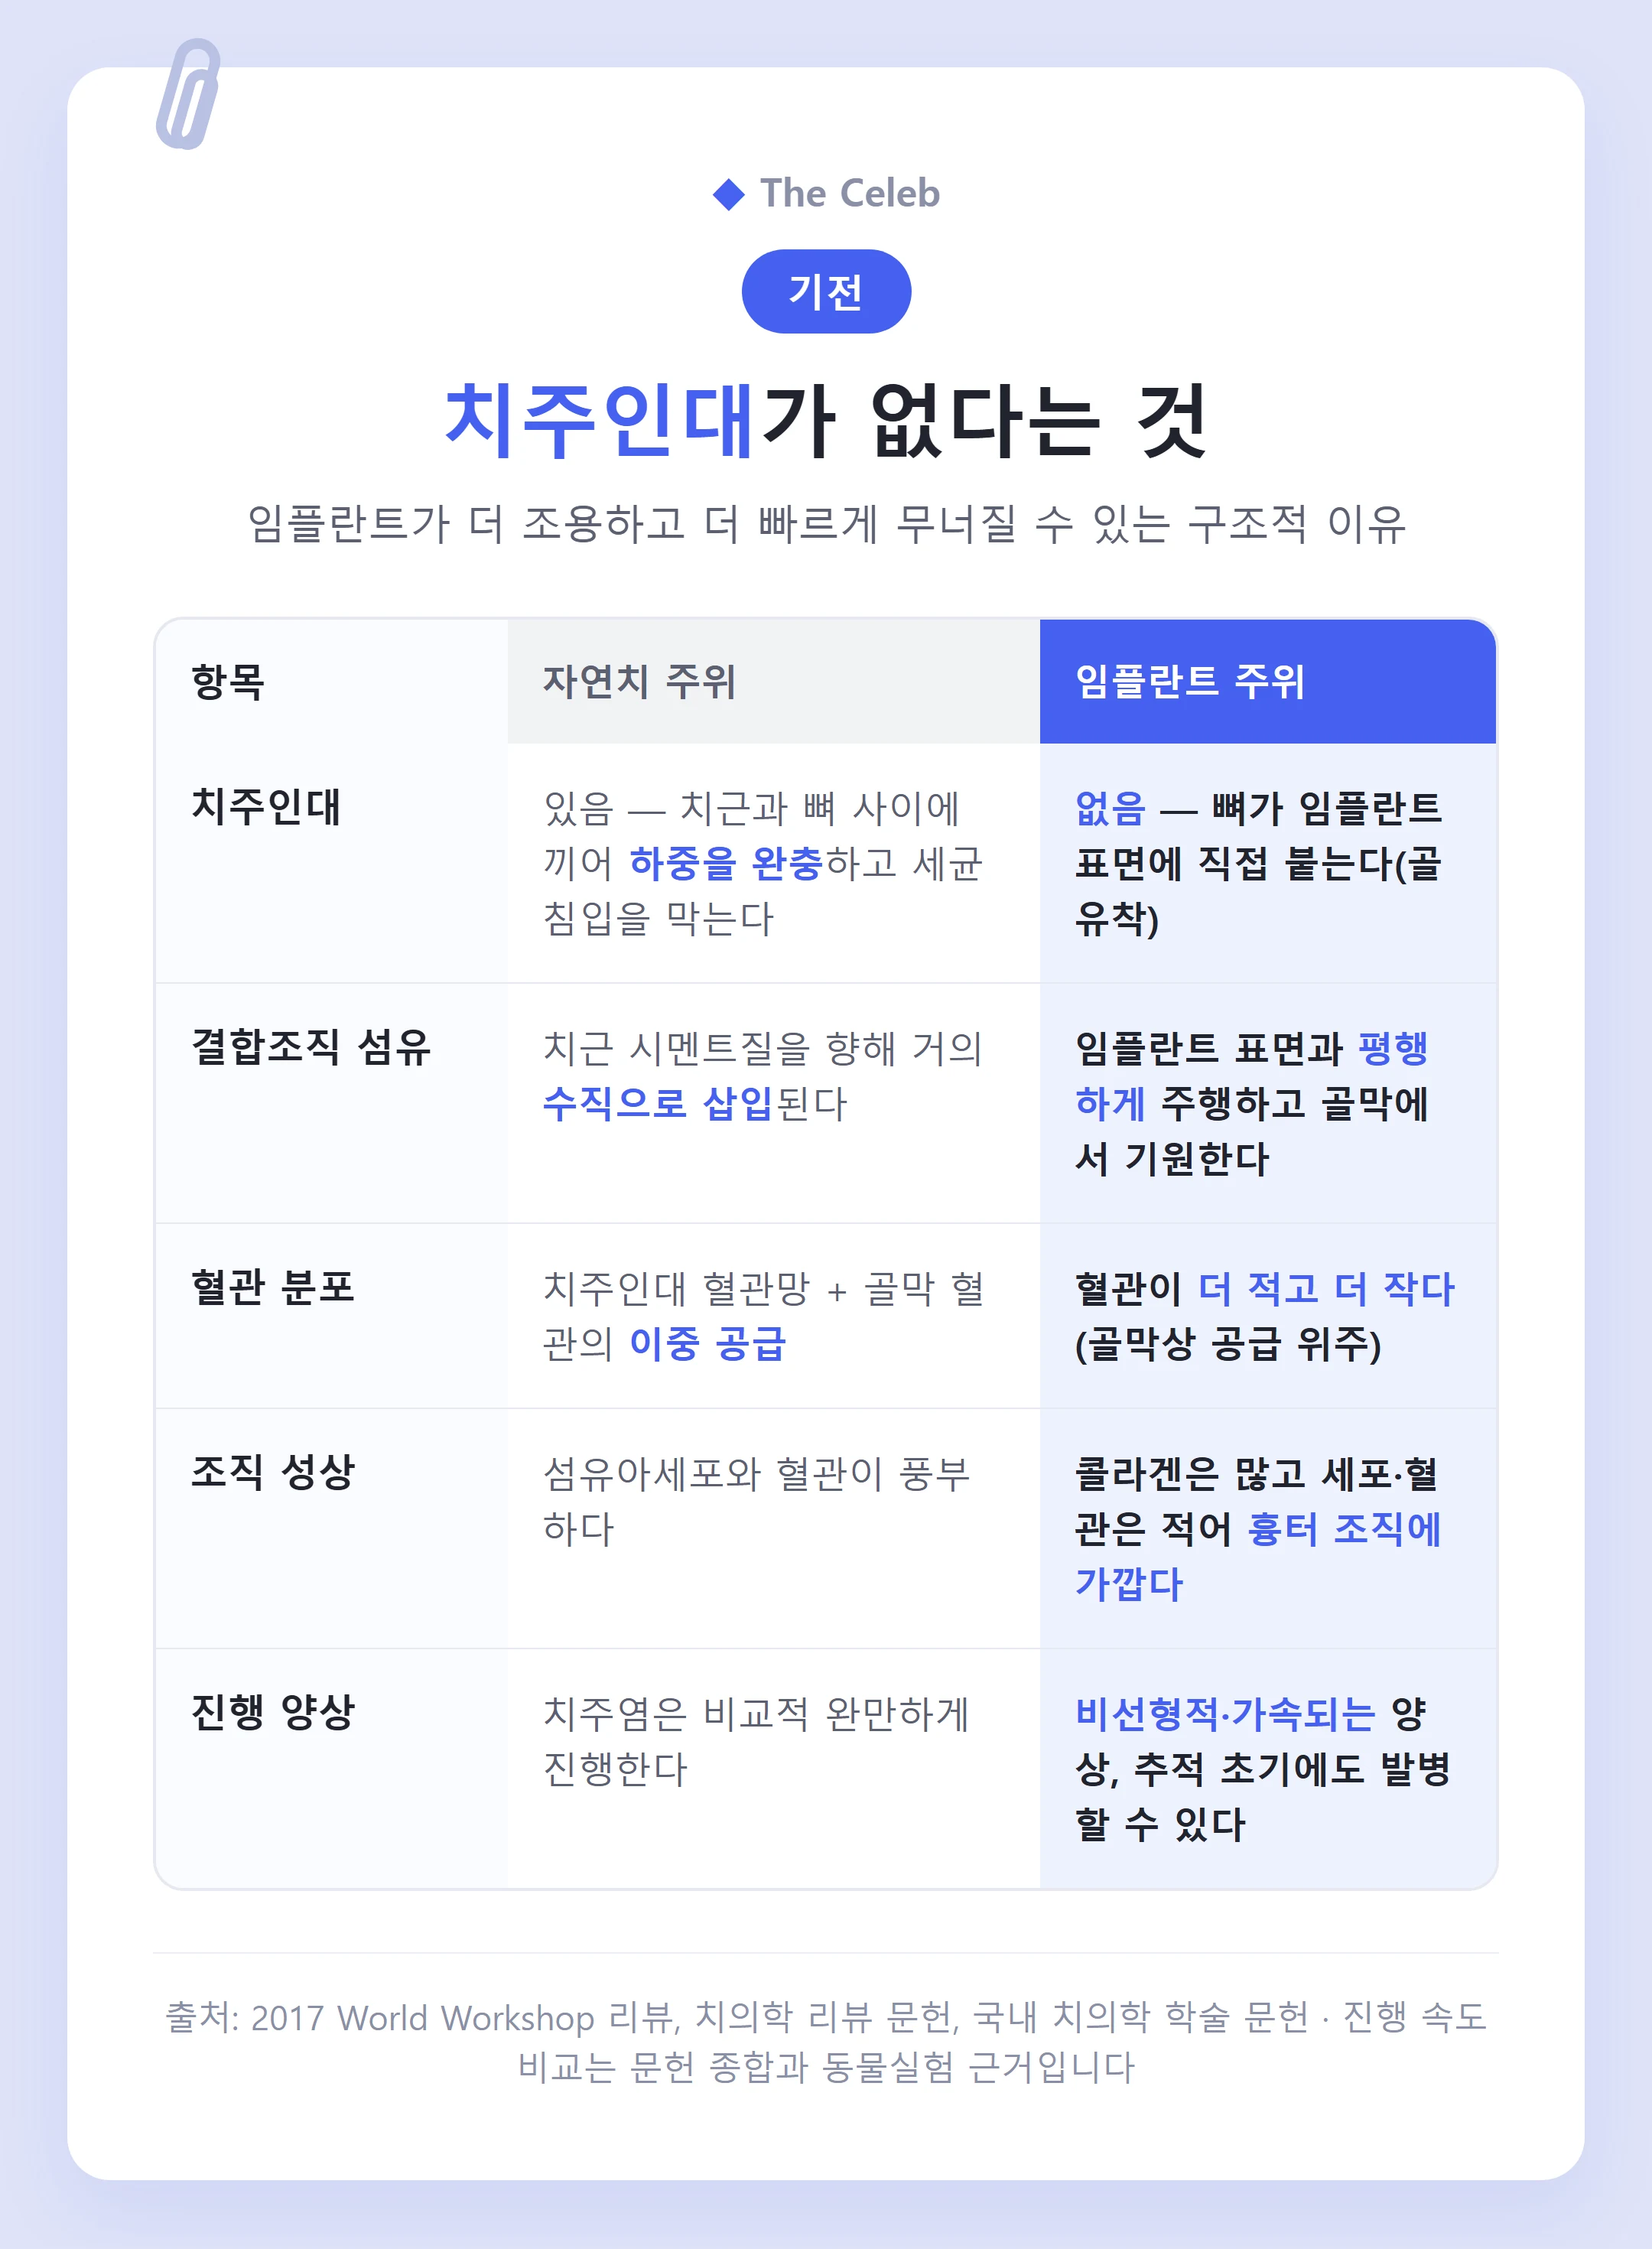 The Celeb
기전
치주인대가 없다는 것
임플란트가 더 조용하고 더 빠르게 무너질 수 있는 구조적 이유
항목
자연치 주위
임플란트 주위
치주인대
있음 — 치근과 뼈 사이에
끼어 하중을 완충하고 세균
침입을 막는다
없음 — 뼈가 임플란트
표면에 직접 붙는다(골
유착)
결합조직 섬유
치근 시멘트질을 향해 거의
수직으로 삽입된다
임플란트 표면과 평행
하게 주행하고 골막에
서 기원한다
혈관 분포
치주인대 혈관망 + 골막 혈
관의 이중 공급
혈관이 더 적고 더 작다
(골막상 공급 위주)
조직 성상
섬유아세포와 혈관이 풍부
하다
콜라겐은 많고 세포·혈
관은 적어 흉터 조직에
가깝다
진행 양상
치주염은 비교적 완만하게
진행한다
비선형적·가속되는 양
상, 추적 초기에도 발병
할 수 있다
출처: 2017 World Workshop 리뷰, 치의학 리뷰 문헌, 국내 치의학 학술 문헌 · 진행 속도
비교는 문헌 종합과 동물실험 근거입니다